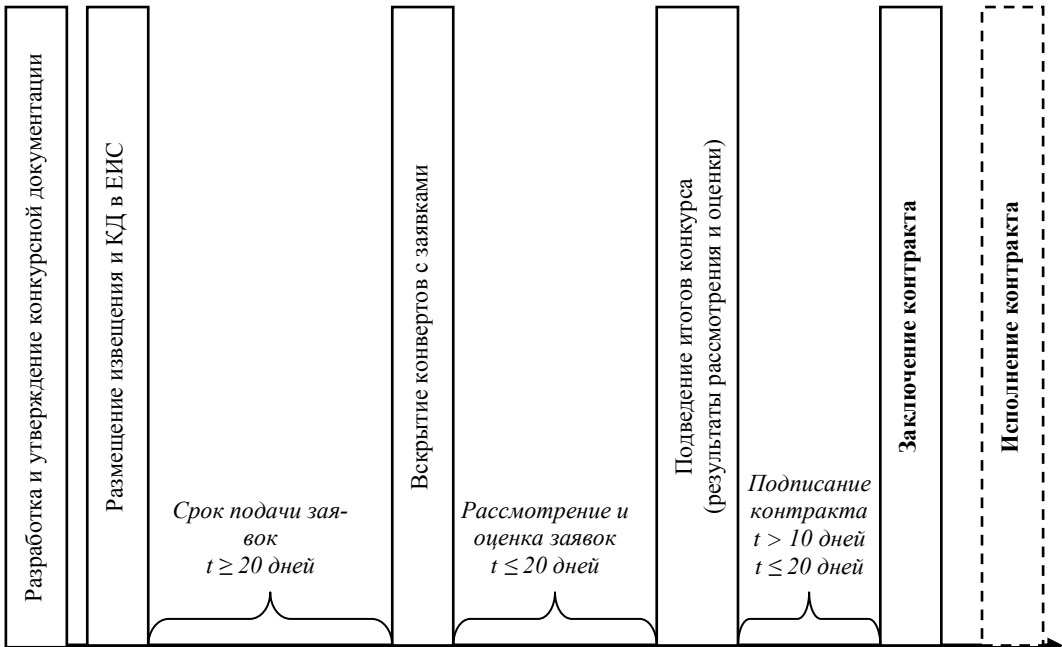 Разработка и утверждение конкурсной документации
Размещение извещения и КД в ЕИС
Срок подачи зая-
вок
t ≥ 20 дней
Вскрытие конвертов с заявками
Рассмотрение и
оценка заявок
t ≤ 20 дней
Подведение итогов конкурса
(результаты рассмотрения и оценки)
Подписание
контракта
t > 10 дней
t ≤ 20 дней
Заключение контракта
Исполнение контракта